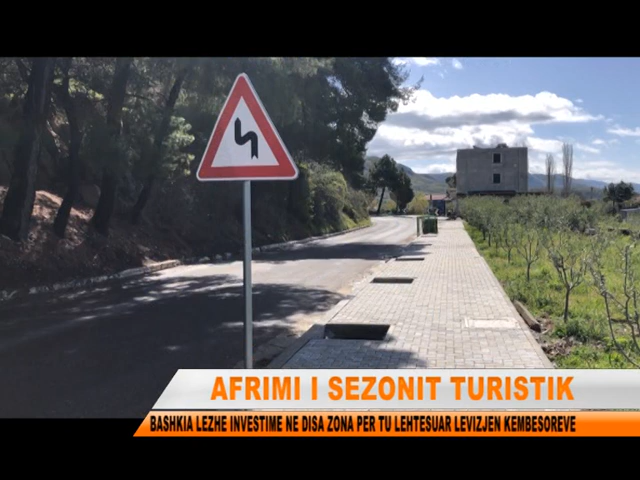 AFRIMI I SEZONIT TURISTIK
BASHKIA LEZHE INVESTIME NE DISA ZONA PER TU LEHTESUAR LEVIZJEN KEMBESOREVE